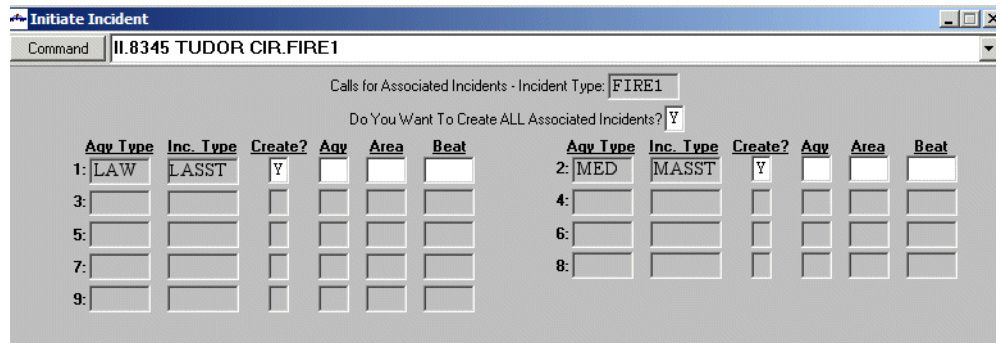 Initiate Incident
Command II.8345 TUDOR CIR.FIRE1
Calls for Associated Incidents - Incident Type: FIRE1
Do You Want To Create ALL Associated Incidents? Y
Agy Type Inc. Type Create? Agy Area Beat Agy Type Inc. Type Create? Agy Area Beat
1: LAW LASST Y 2: MED MASST Y
3: 4:
5: 6:
7: 8:
9: